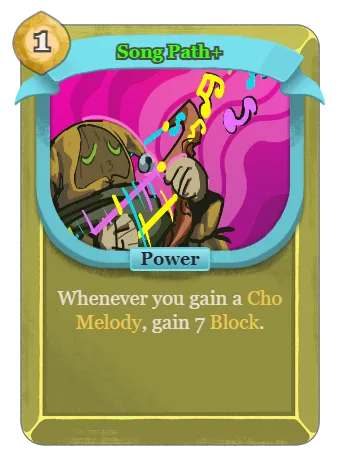 1
Song Path+
Power
Whenever you gain a Cho
Melody, gain 7 Block.